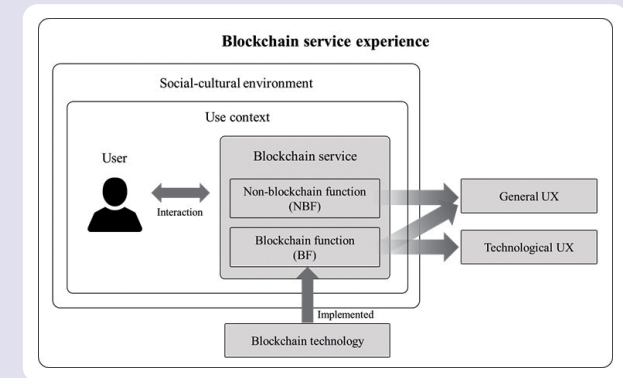 Blockchain service experience
Social-cultural environment
Use context
User
Interaction
Blockchain service
Non-blockchain function
(NBF)
Blockchain function
(BF)
General UX
Technological UX
Implemented
Blockchain technology